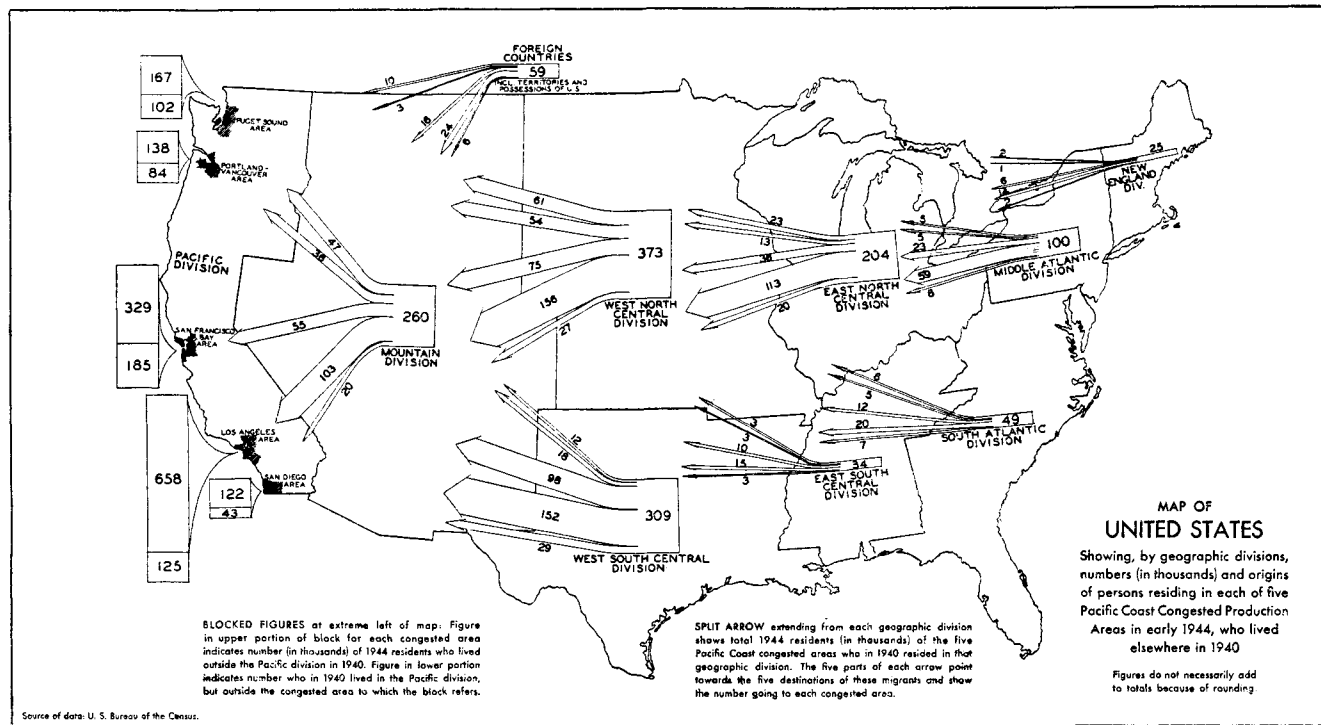 FOREIGN
COUNTRIES
59
INCL. TERRITORIES AND
POSSESSIONS OF U.S.
10
3
16
24
6
167
102
PUGET SOUND
AREA
138
84
PORTLAND-
VANCOUVER
AREA
PACIFIC
DIVISION
329
185
SAN FRANCISCO
BAY
AREA
658
125
LOS ANGELES
AREA
122
43
SAN DIEGO
AREA
47
38
55
103
20
260
MOUNTAIN
DIVISION
61
54
75
156
27
373
WEST NORTH
CENTRAL
DIVISION
23
13
36
113
20
204
EAST NORTH
CENTRAL
DIVISION
2
1
6
25
NEW
ENGLAND
DIV.
5
5
23
59
8
100
MIDDLE ATLANTIC
DIVISION
6
5
12
20
7
49
SOUTH ATLANTIC
DIVISION
3
3
10
15
3
34
EAST SOUTH
CENTRAL
DIVISION
12
18
98
152
29
309
WEST SOUTH CENTRAL
DIVISION
MAP OF
UNITED STATES
Showing, by geographic divisions,
numbers (in thousands) and origins
of persons residing in each of five
Pacific Coast Congested Production
Areas in early 1944, who lived
elsewhere in 1940
Figures do not necessarily add
to totals because of rounding.
BLOCKED FIGURES at extreme left of map: Figure
in upper portion of block for each congested area
indicates number (in thousands) of 1944 residents who lived
outside the Pacific division in 1940. Figure in lower portion
indicates number who in 1940 lived in the Pacific division,
but outside the congested area to which the block refers.
SPLIT ARROW extending from each geographic division
shows total 1944 residents (in thousands) of the five
Pacific Coast congested areas who in 1940 resided in that
geographic division. The five parts of each arrow point
towards the five destinations of these migrants and show
the number going to each congested area.
Source of data: U. S. Bureau of the Census.